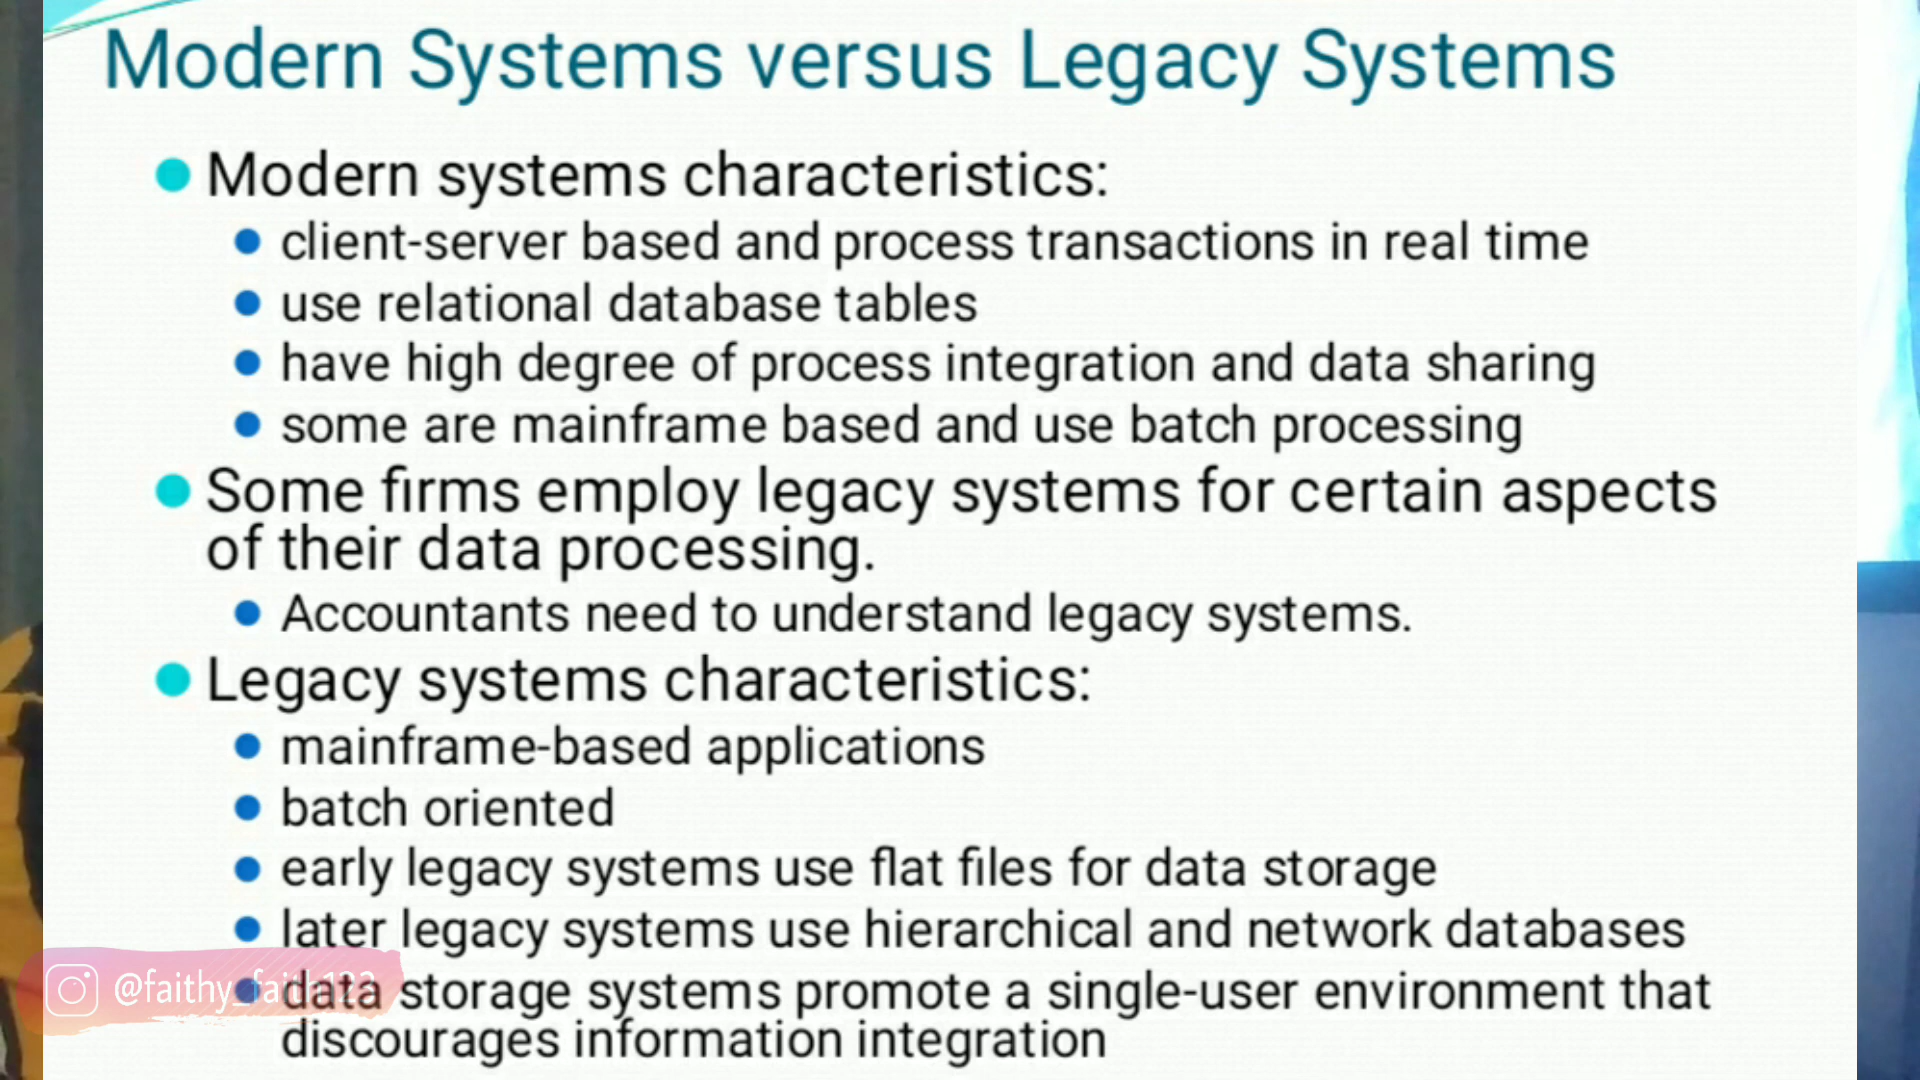 Modern Systems versus Legacy Systems
Modern systems characteristics:
client-server based and process transactions in real time
use relational database tables
have high degree of process integration and data sharing
some are mainframe based and use batch processing
Some firms employ legacy systems for certain aspects
of their data processing.
Accountants need to understand legacy systems.
Legacy systems characteristics:
mainframe-based applications
batch oriented
early legacy systems use flat files for data storage
later legacy systems use hierarchical and network databases
data storage systems promote a single-user environment that
discourages information integration
@faithy_faith123